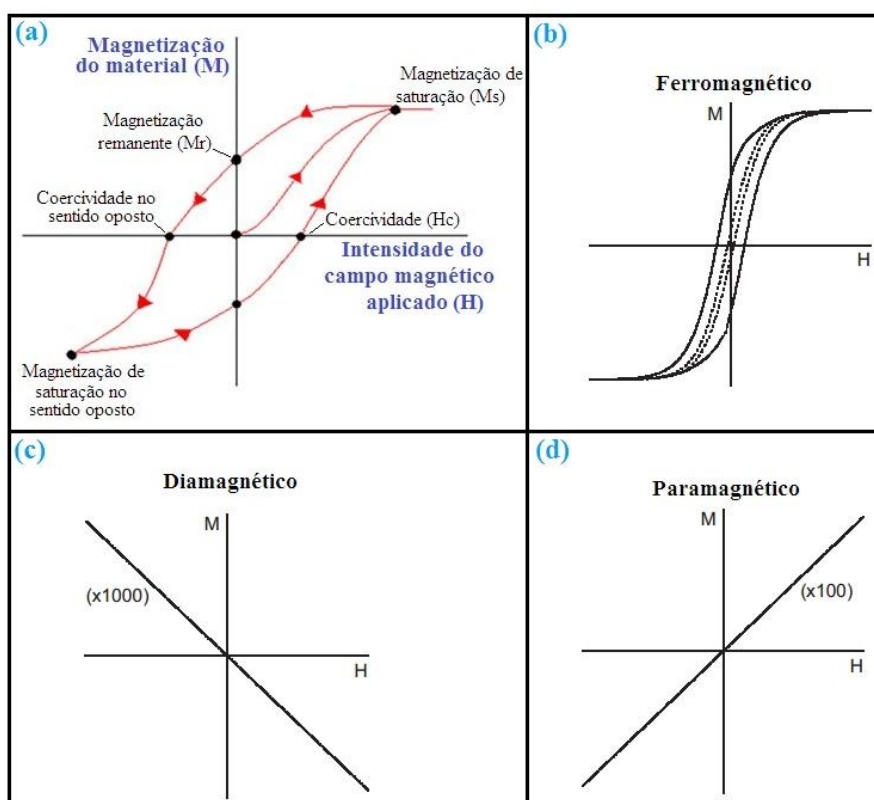 (a)
Magnetização
do material (M)
Magnetização de
saturação (Ms)
Magnetização
remanente (Mr)
Coercividade no
sentido oposto
Coercividade (Hc)
Intensidade do
campo magnético
aplicado (H)
Magnetização de
saturação no
sentido oposto
(b)
Ferromagnético
M
H
(c)
Diamagnético
M
(x1000)
H
(d)
Paramagnético
M
(x100)
H